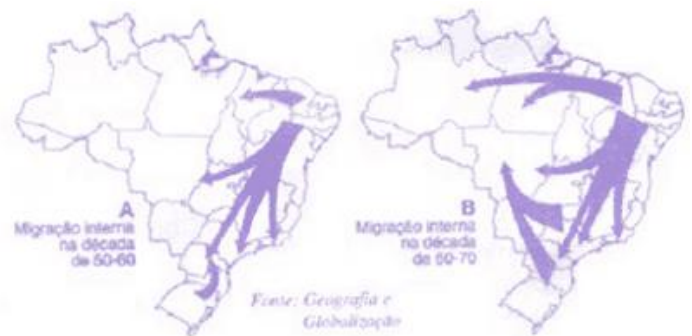 A
Migração interna
na década
de 50-60
B
Migração interna
na década
de 60-70
Fonte: Geografia e
Globalização